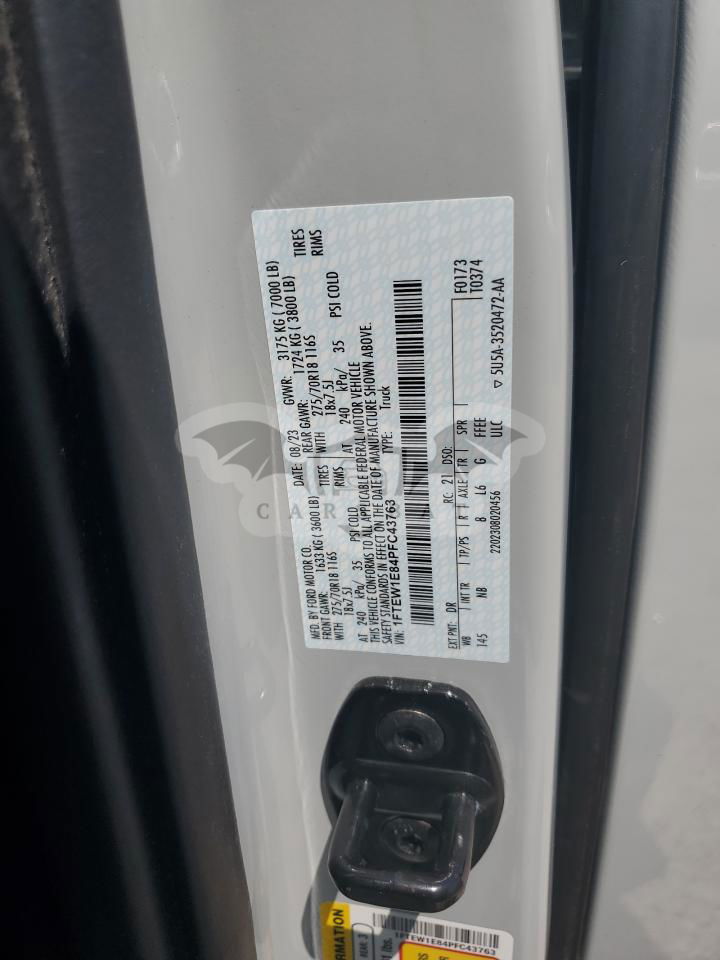 MFD. BY FORD MOTOR CO.
DATE: 08/23
GVWR: 3175 KG ( 7000 LB)
FRONT GAWR: 1633 KG ( 3600 LB)
REAR GAWR: 1724 KG ( 3800 LB)
WITH 275/70R18 116S TIRES
WITH 275/70R18 116S TIRES
18x7.5J RIMS
18x7.5J RIMS
AT 240 kPa/ 35 PSI COLD
AT 240 kPa/ 35 PSI COLD
THIS VEHICLE CONFORMS TO ALL APPLICABLE FEDERAL MOTOR VEHICLE
SAFETY STANDARDS IN EFFECT ON THE DATE OF MANUFACTURE SHOWN ABOVE.
VIN: 1FTEW1E84PFC43763
TYPE: Truck
F0173
T0374
EXT PNT: DR RC: 21 DSO:
WB INT TR TP/PS R AXLE TR SPR
145 NB 8 L6 G FFEE
2202308020456 ULC
5U5A-3520472-AA
CAR BAT
1FTEW1E84PFC43763
REAR 3